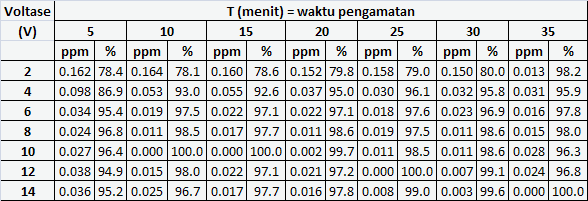 Voltase (V) T (menit) = waktu pengamatan
5 10 15 20 25 30 35
ppm % ppm % ppm % ppm % ppm % ppm % ppm %
2 0.162 78.4 0.164 78.1 0.160 78.6 0.152 79.8 0.158 79.0 0.150 80.0 0.013 98.2
4 0.098 86.9 0.053 93.0 0.055 92.6 0.037 95.0 0.030 96.1 0.032 95.8 0.031 95.9
6 0.034 95.4 0.019 97.5 0.022 97.1 0.022 97.1 0.018 97.6 0.023 96.9 0.016 97.8
8 0.024 96.8 0.011 98.5 0.017 97.7 0.011 98.6 0.019 97.5 0.011 98.6 0.015 98.0
10 0.027 96.4 0.000 100.0 0.000 100.0 0.002 99.7 0.011 98.5 0.011 98.6 0.028 96.3
12 0.038 94.9 0.015 98.0 0.022 97.1 0.021 97.2 0.000 100.0 0.007 99.1 0.024 96.8
14 0.036 95.2 0.025 96.7 0.017 97.7 0.016 97.8 0.008 99.0 0.003 99.6 0.000 100.0